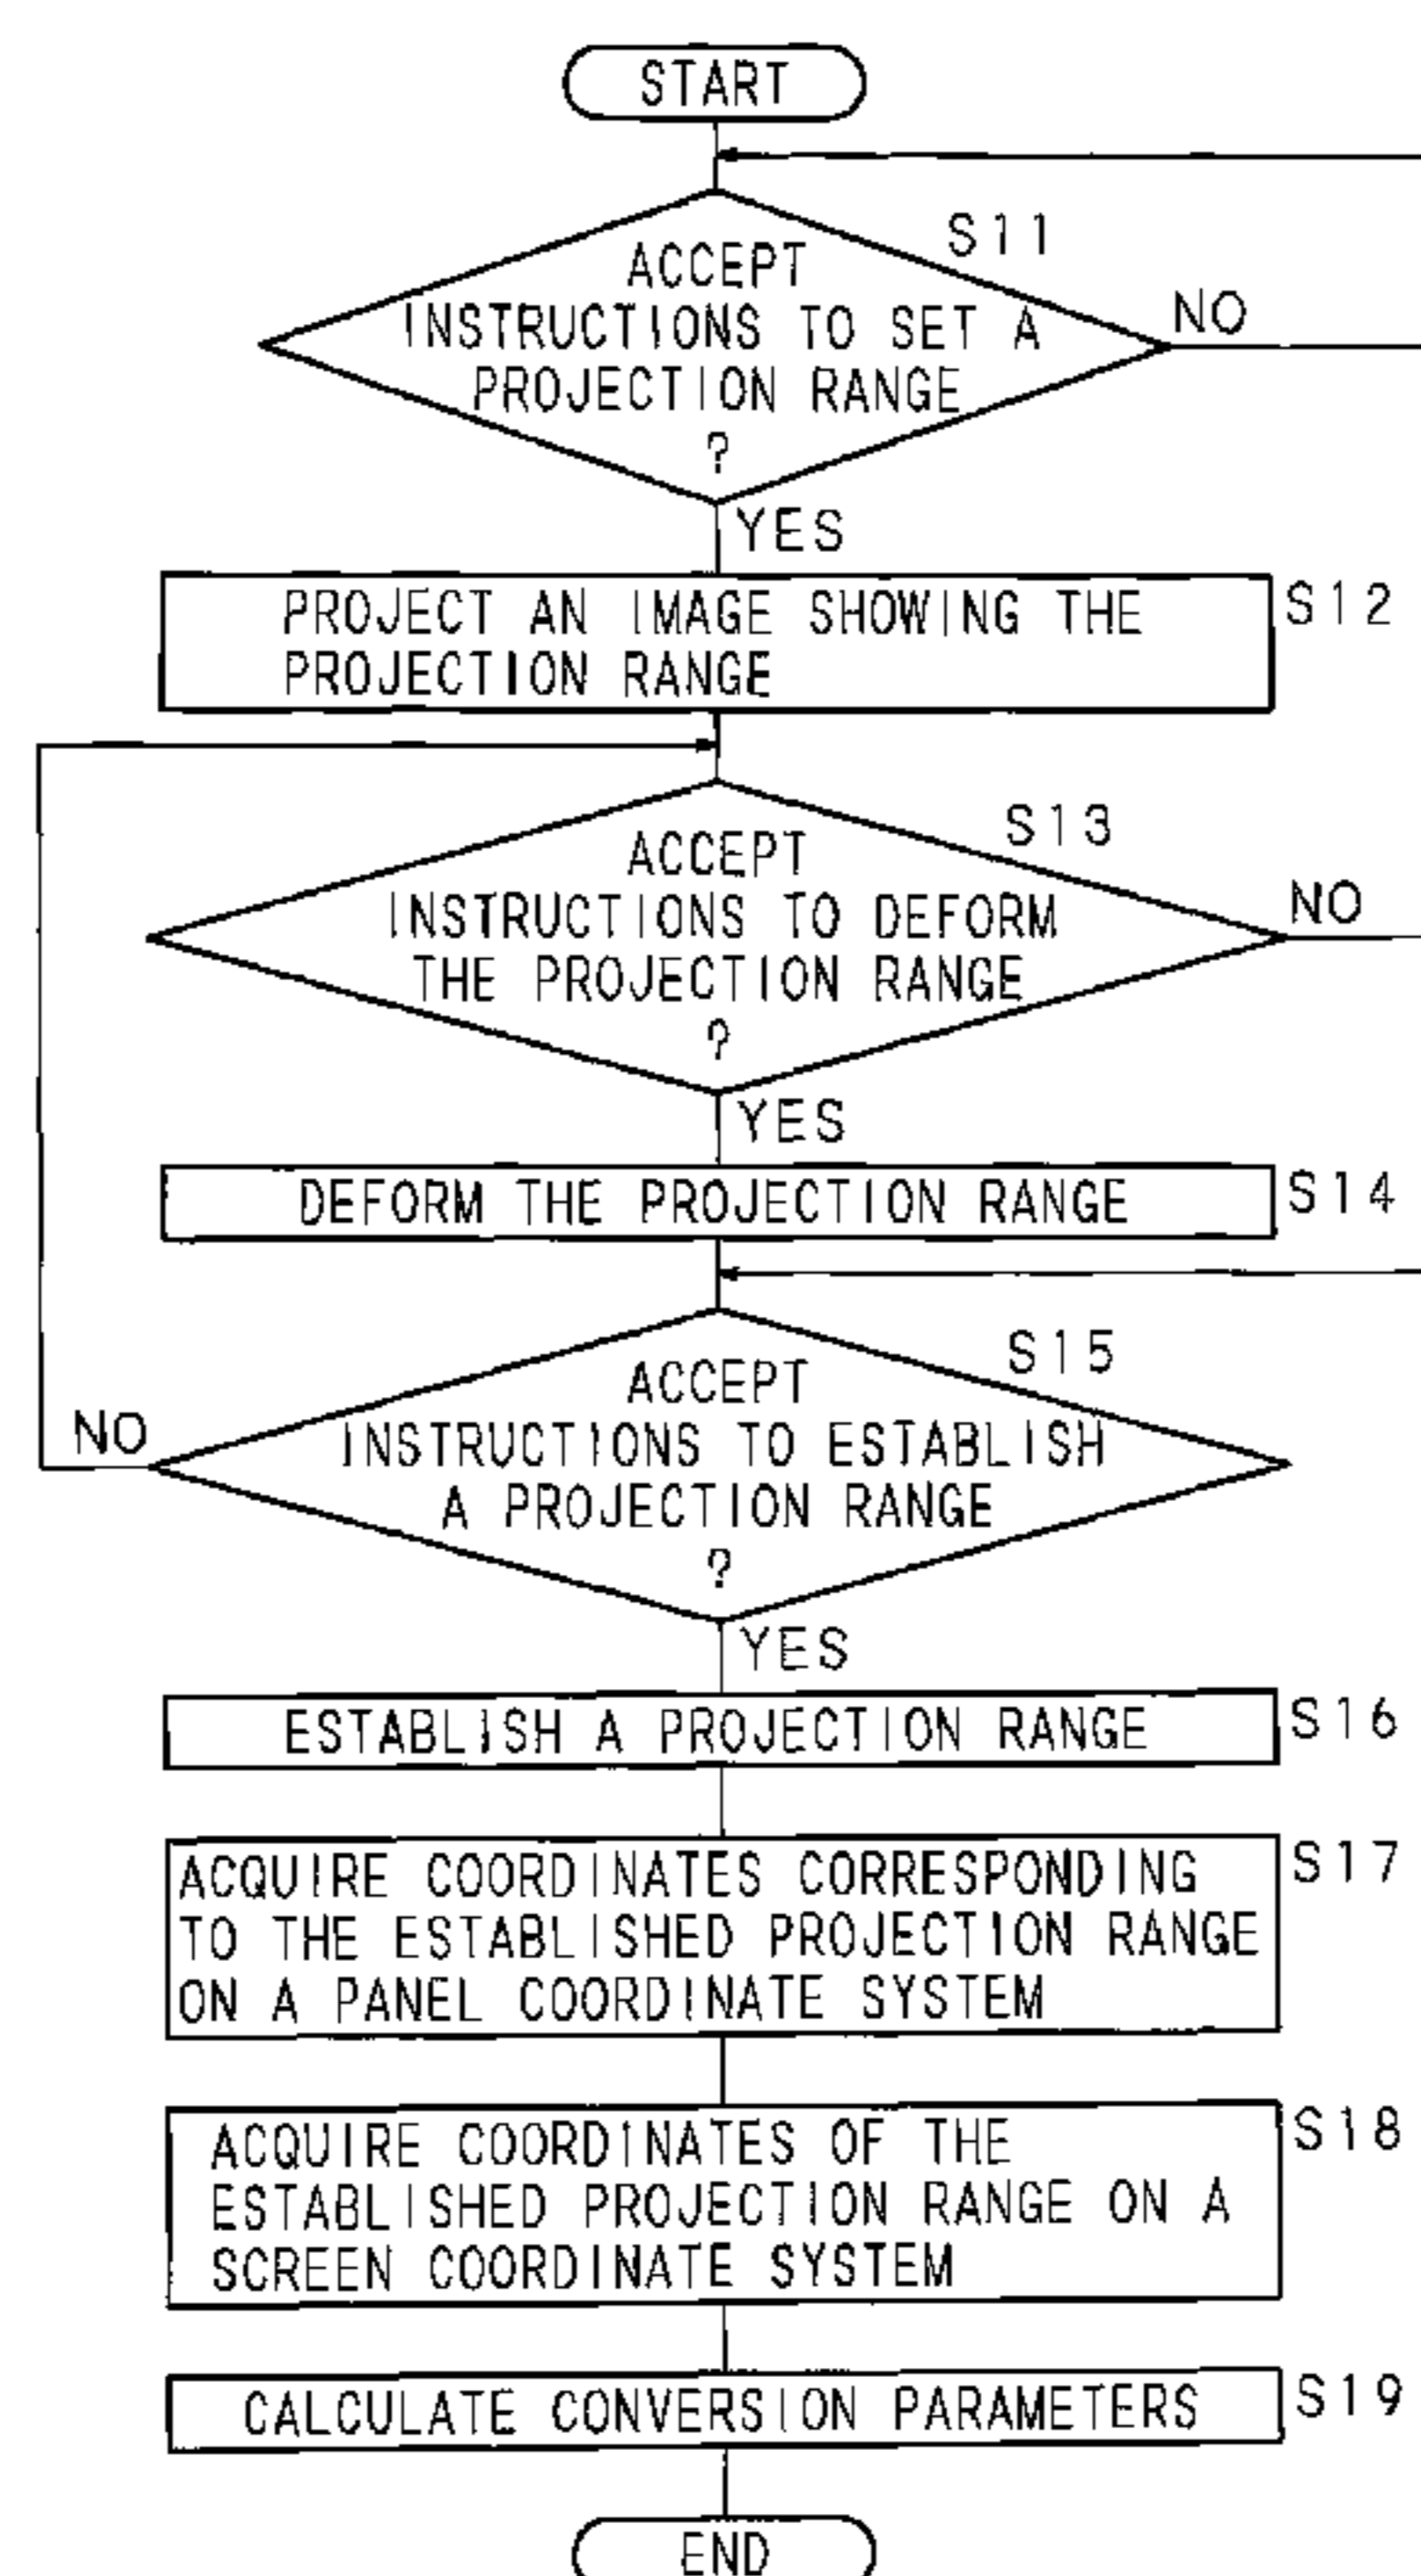 START
S11
ACCEPT
INSTRUCTIONS TO SET A
PROJECTION RANGE
?
NO
YES
PROJECT AN IMAGE SHOWING THE
PROJECTION RANGE
S12
S13
ACCEPT
INSTRUCTIONS TO DEFORM
THE PROJECTION RANGE
?
NO
YES
DEFORM THE PROJECTION RANGE
S14
S15
ACCEPT
INSTRUCTIONS TO ESTABLISH
A PROJECTION RANGE
?
NO
YES
ESTABLISH A PROJECTION RANGE
S16
ACQUIRE COORDINATES CORRESPONDING
TO THE ESTABLISHED PROJECTION RANGE
ON A PANEL COORDINATE SYSTEM
S17
ACQUIRE COORDINATES OF THE
ESTABLISHED PROJECTION RANGE ON A
SCREEN COORDINATE SYSTEM
S18
CALCULATE CONVERSION PARAMETERS
S19
END